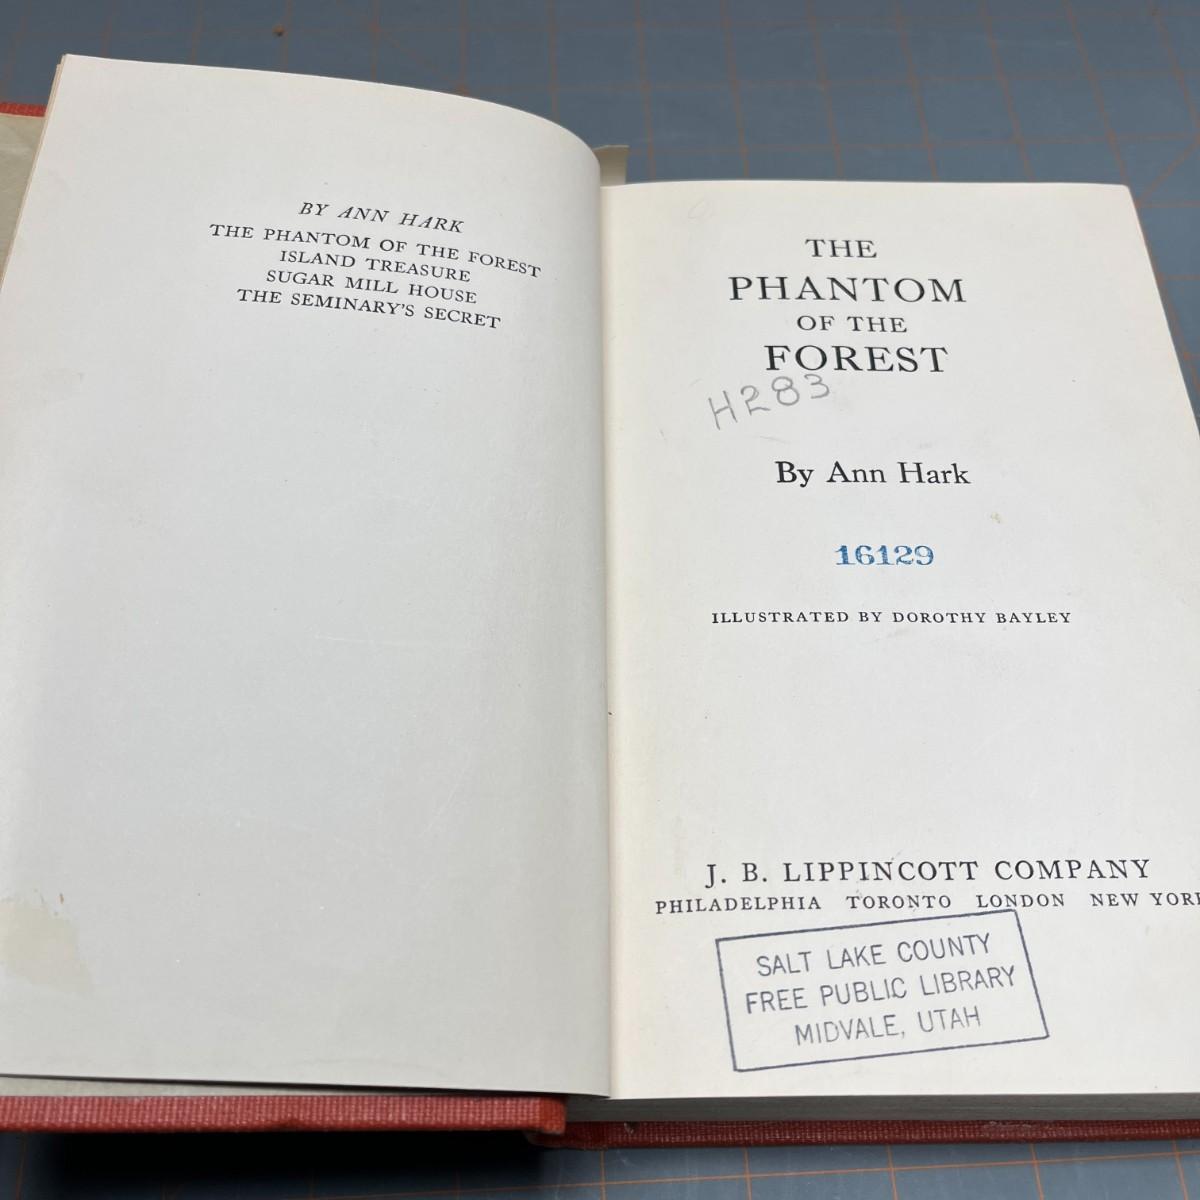 BY ANN HARK
THE PHANTOM OF THE FOREST
ISLAND TREASURE
SUGAR MILL HOUSE
THE SEMINARY'S SECRET
THE
PHANTOM
OF THE
FOREST
H283
By Ann Hark
16129
ILLUSTRATED BY DOROTHY BAYLEY
J. B. LIPPINCOTT COMPANY
PHILADELPHIA TORONTO LONDON NEW YORK
SALT LAKE COUNTY
FREE PUBLIC LIBRARY
MIDVALE, UTAH